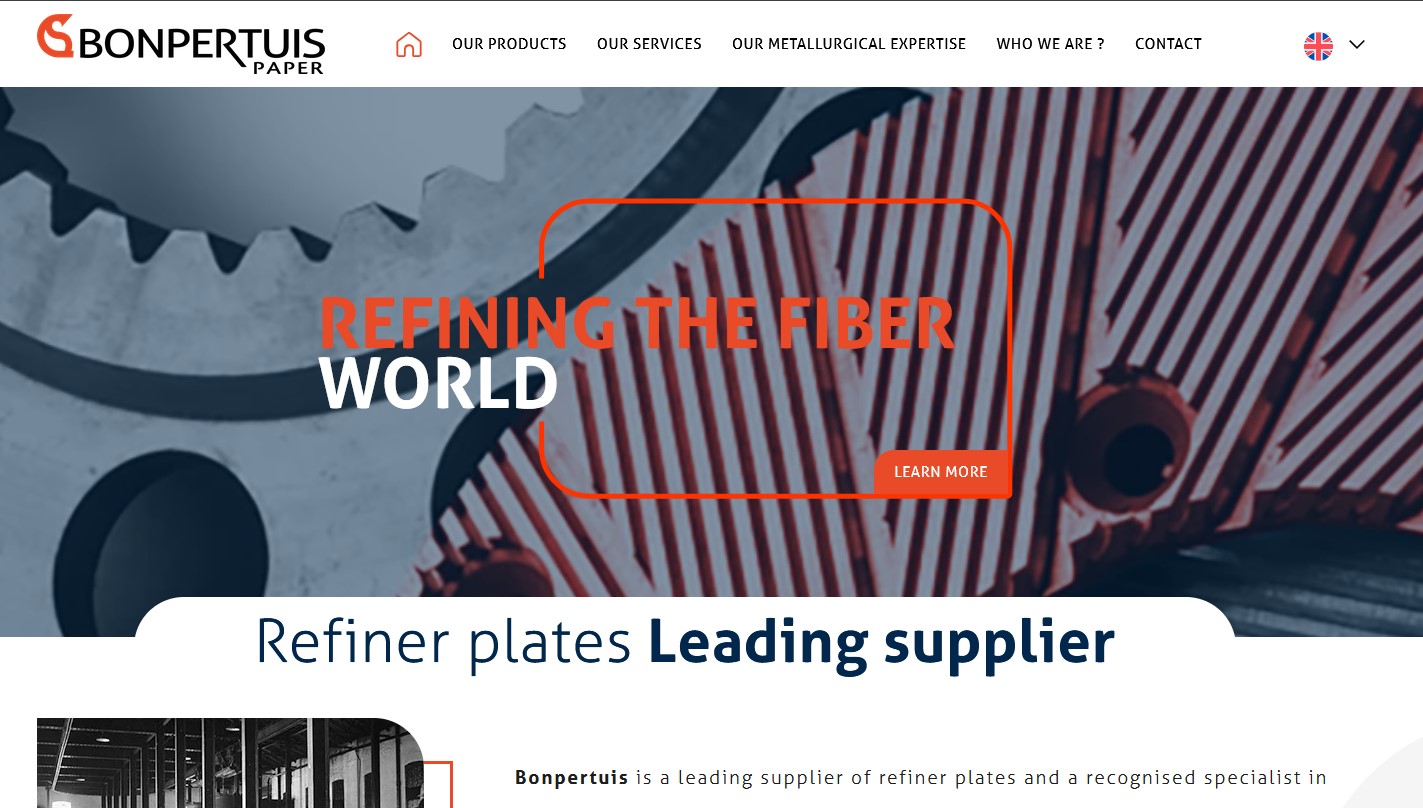 BONPERTUIS
PAPER
OUR PRODUCTS OUR SERVICES OUR METALLURGICAL EXPERTISE WHO WE ARE ? CONTACT
REFINING THE FIBER
WORLD
LEARN MORE
Refiner plates Leading supplier
Bonpertuis is a leading supplier of refiner plates and a recognised specialist in